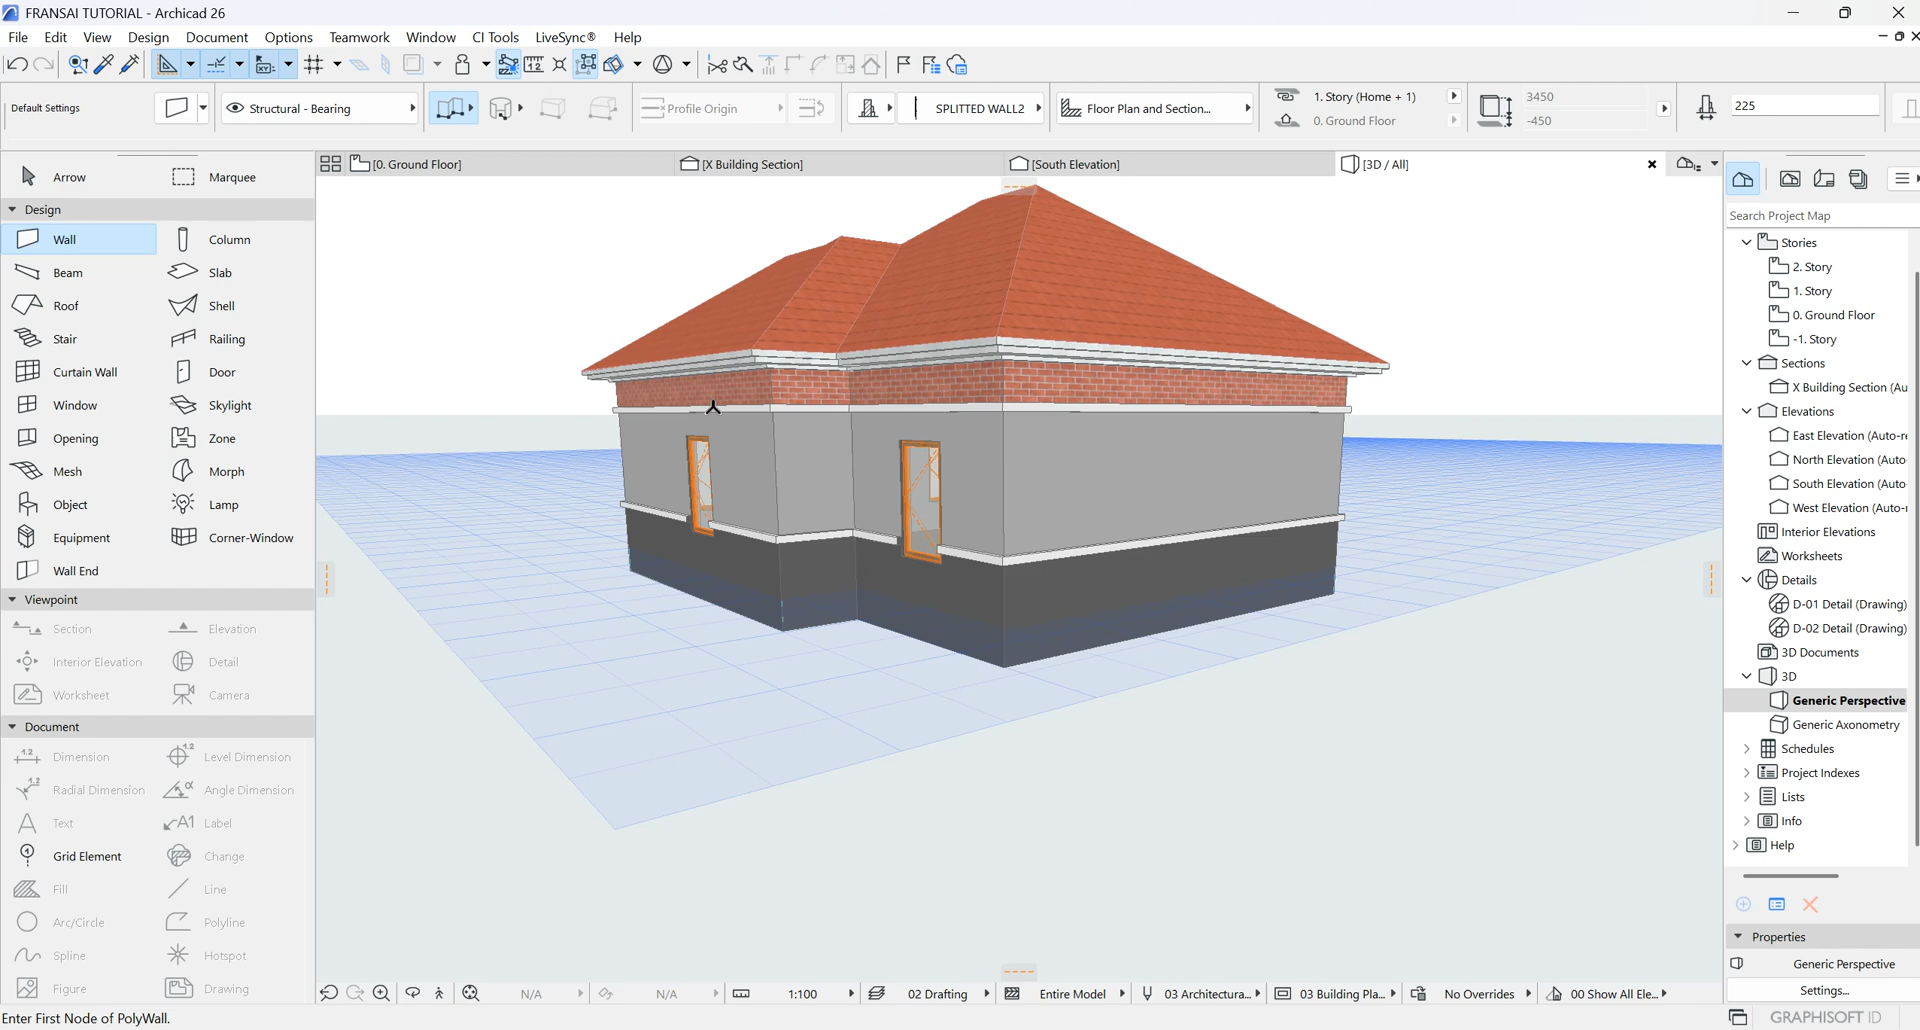 FRANSAI TUTORIAL - Archicad 26
File Edit View Design Document Options Teamwork Window CI Tools LiveSync® Help
Default Settings
Structural - Bearing
Profile Origin
SPLITTED WALL2
Floor Plan and Section...
1. Story (Home + 1)
0. Ground Floor
3450
-450
225
Arrow Marquee
[0. Ground Floor] [X Building Section] [South Elevation] [3D / All]
Design
Wall Column
Beam Slab
Roof Shell
Stair Railing
Curtain Wall Door
Window Skylight
Opening Zone
Mesh Morph
Object Lamp
Equipment Corner-Window
Wall End
Viewpoint
Section Elevation
Interior Elevation Detail
Worksheet Camera
Document
1.2 Dimension 1.2 Level Dimension
1.2 Radial Dimension Angle Dimension
Text A1 Label
Grid Element Change
Fill Line
Arc/Circle Polyline
Spline Hotspot
Figure Drawing
Search Project Map
Stories
2. Story
1. Story
0. Ground Floor
-1. Story
Sections
X Building Section (Au
Elevations
East Elevation (Auto-r
North Elevation (Auto-
South Elevation (Auto-
West Elevation (Auto-r
Interior Elevations
Worksheets
Details
D-01 Detail (Drawing)
D-02 Detail (Drawing)
3D Documents
3D
Generic Perspective
Generic Axonometry
Schedules
Project Indexes
Lists
Info
Help
Properties
Generic Perspective
Settings...
N/A N/A 1:100 02 Drafting Entire Model 03 Architectura... 03 Building Pla... No Overrides 00 Show All Ele...
Enter First Node of PolyWall.
GRAPHISOFT ID